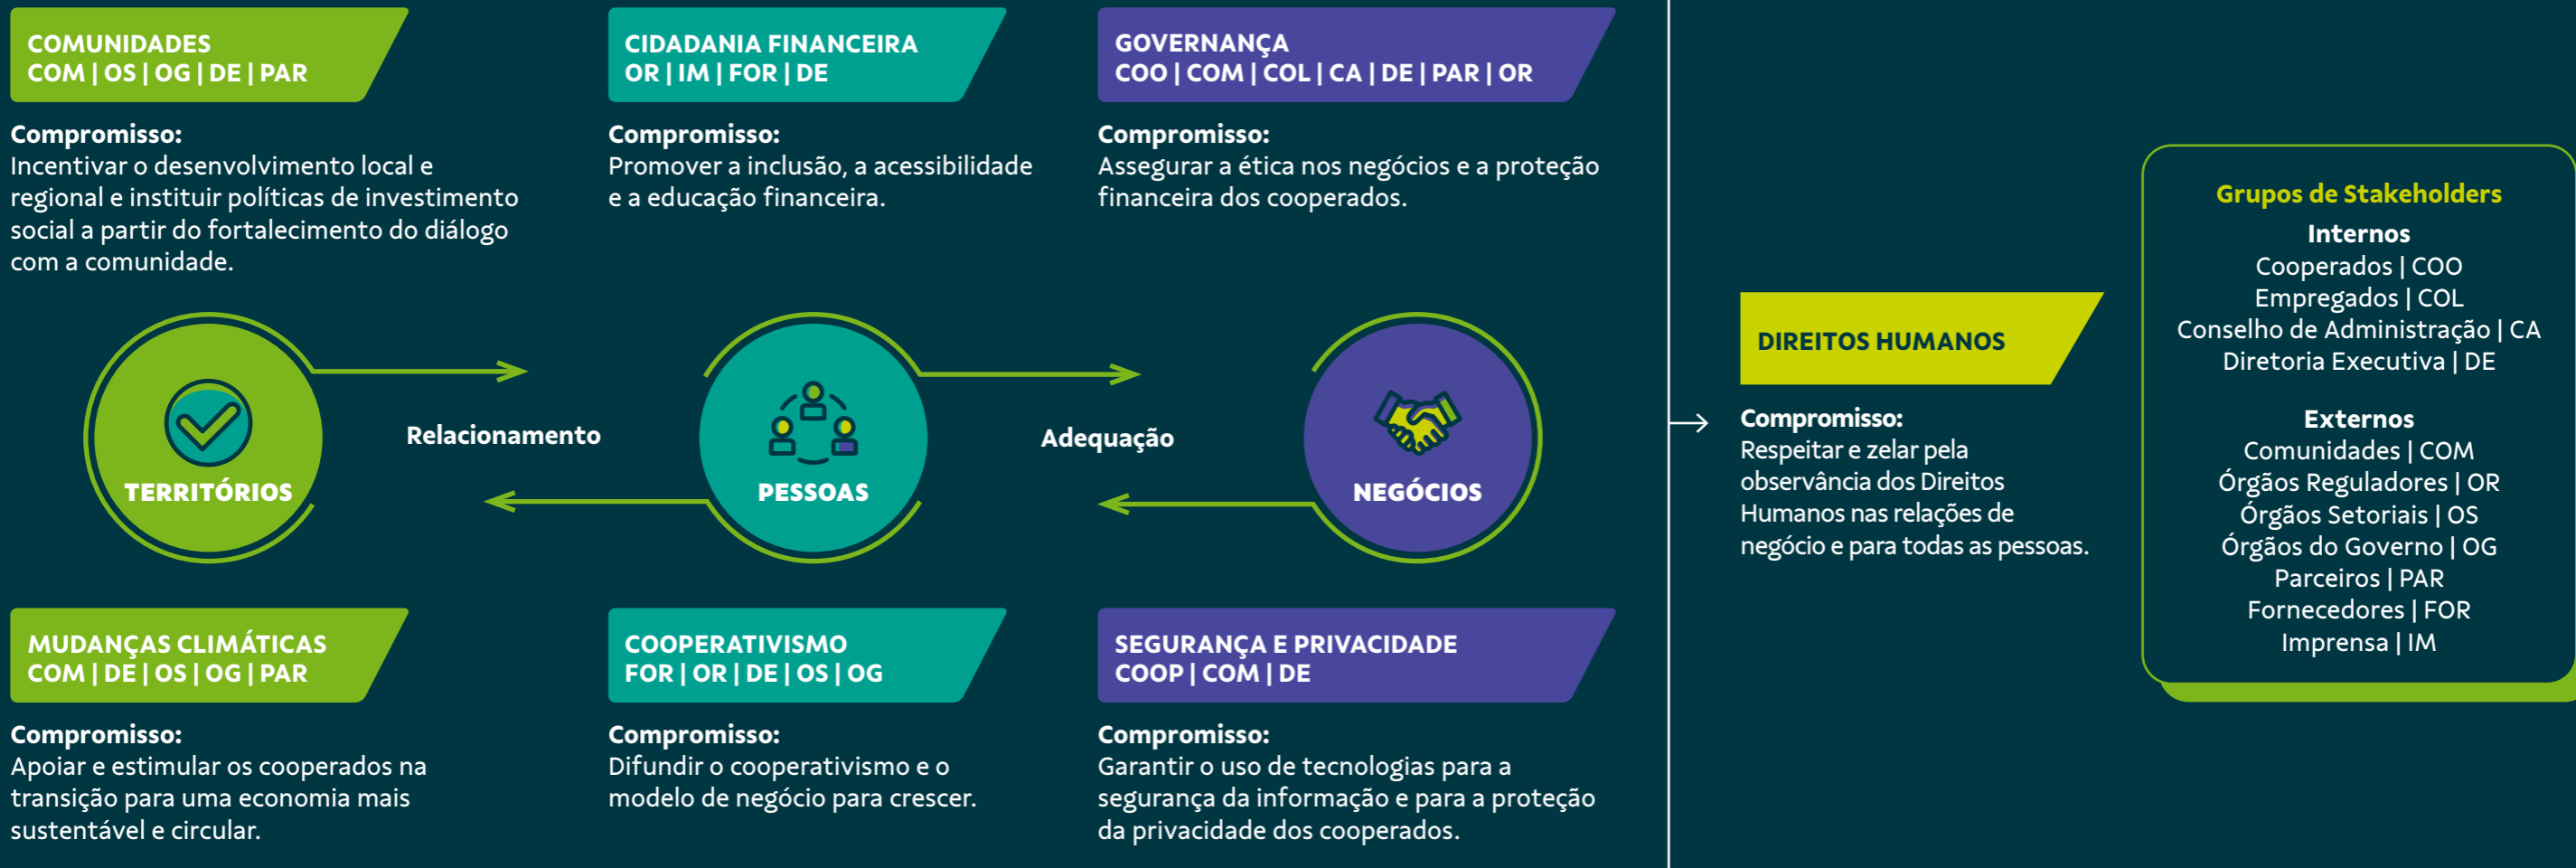 COMUNIDADES
COM | OS | OG | DE | PAR
Compromisso:
Incentivar o desenvolvimento local e
regional e instituir políticas de investimento
social a partir do fortalecimento do diálogo
com a comunidade.
CIDADANIA FINANCEIRA
OR | IM | FOR | DE
Compromisso:
Promover a inclusão, a acessibilidade
e a educação financeira.
GOVERNANÇA
COO | COM | COL | CA | DE | PAR | OR
Compromisso:
Assegurar a ética nos negócios e a proteção
financeira dos cooperados.
TERRITÓRIOS
Relacionamento
PESSOAS
Adequação
NEGÓCIOS
MUDANÇAS CLIMÁTICAS
COM | DE | OS | OG | PAR
Compromisso:
Apoiar e estimular os cooperados na
transição para uma economia mais
sustentável e circular.
COOPERATIVISMO
FOR | OR | DE | OS | OG
Compromisso:
Difundir o cooperativismo e o
modelo de negócio para crescer.
SEGURANÇA E PRIVACIDADE
COOP | COM | DE
Compromisso:
Garantir o uso de tecnologias para a
segurança da informação e para a proteção
da privacidade dos cooperados.
DIREITOS HUMANOS
Compromisso:
Respeitar e zelar pela
observância dos Direitos
Humanos nas relações de
negócio e para todas as pessoas.
Grupos de Stakeholders
Internos
Cooperados | COO
Empregados | COL
Conselho de Administração | CA
Diretoria Executiva | DE
Externos
Comunidades | COM
Órgãos Reguladores | OR
Órgãos Setoriais | OS
Órgãos do Governo | OG
Parceiros | PAR
Fornecedores | FOR
Imprensa | IM